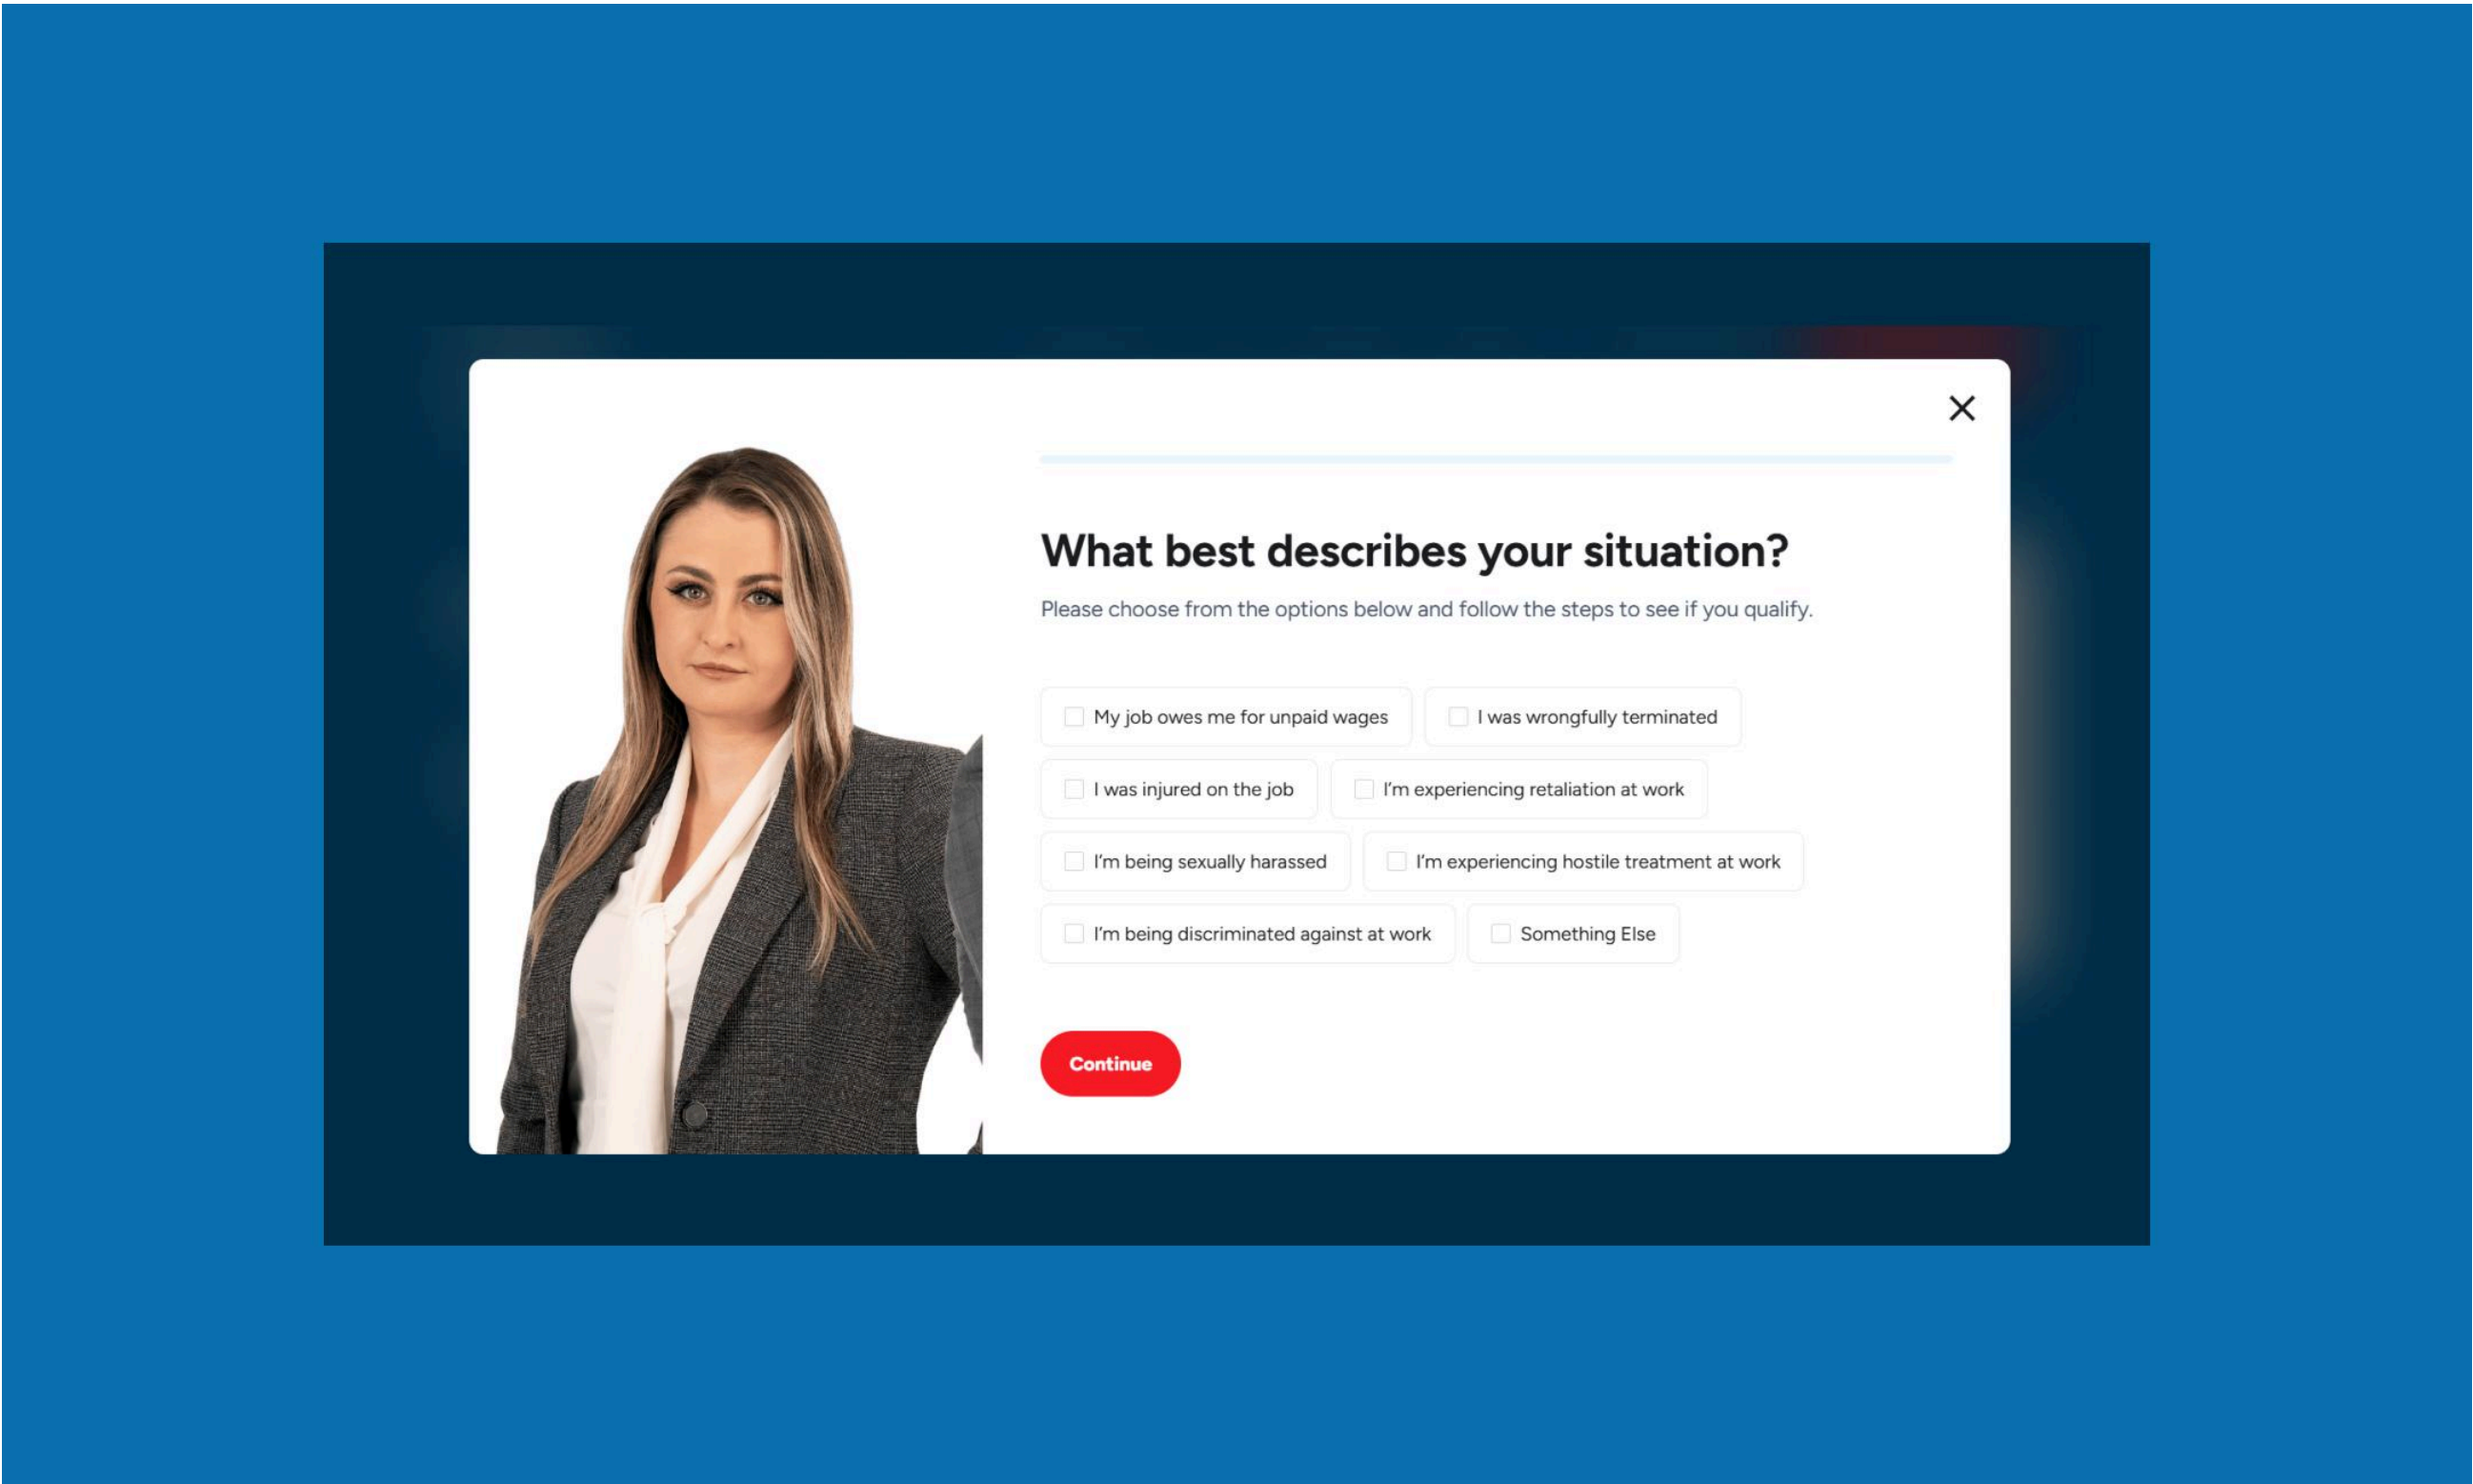 What best describes your situation?
Please choose from the options below and follow the steps to see if you qualify.
My job owes me for unpaid wages
I was wrongfully terminated
I was injured on the job
I'm experiencing retaliation at work
I'm being sexually harassed
I'm experiencing hostile treatment at work
I'm being discriminated against at work
Something Else
Continue